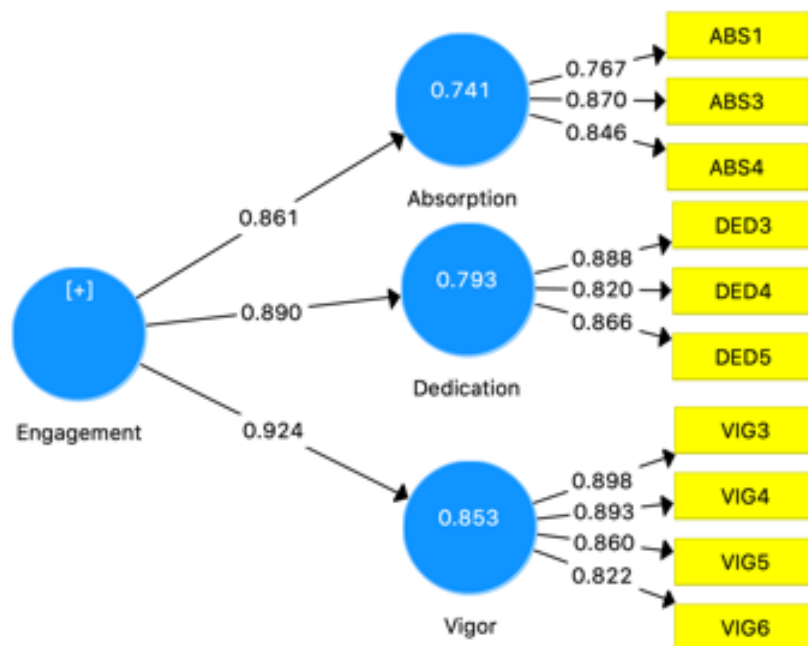 ABS1
0.767
0.741
0.870
ABS3
0.846
ABS4
Absorption
0.861
DED3
0.888
0.793
0.820
DED4
0.866
DED5
[+]
0.890
Dedication
Engagement
0.924
VIG3
0.898
0.853
0.893
VIG4
0.860
VIG5
0.822
VIG6
Vigor